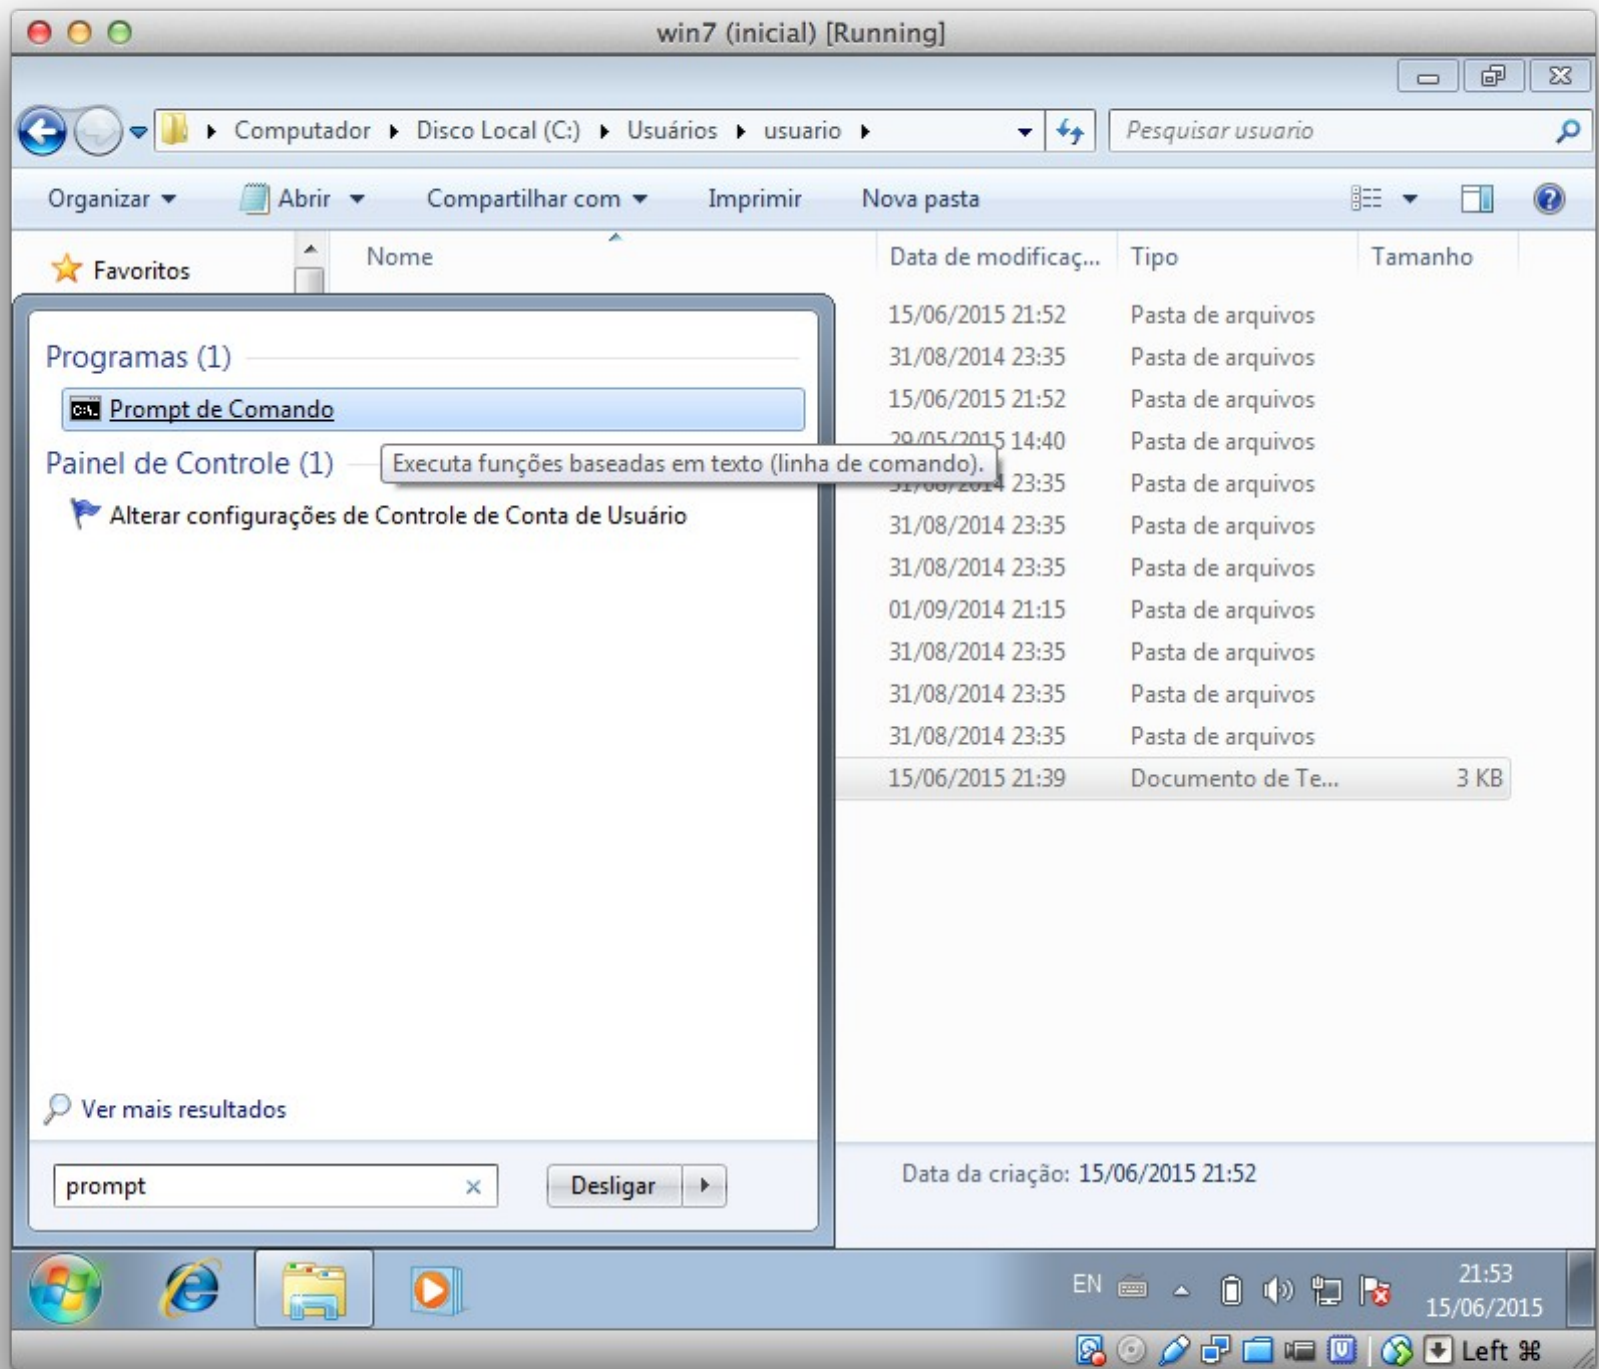 win7 (inicial) [Running]
Computador Disco Local (C:) Usuários usuario
Pesquisar usuario
Organizar Abrir Compartilhar com Imprimir Nova pasta
Favoritos
Nome Data de modificaç... Tipo Tamanho
15/06/2015 21:52 Pasta de arquivos
Programas (1)
31/08/2014 23:35 Pasta de arquivos
Prompt de Comando
15/06/2015 21:52 Pasta de arquivos
29/05/2015 14:40 Pasta de arquivos
Painel de Controle (1)
Executa funções baseadas em texto (linha de comando).
31/08/2014 23:35 Pasta de arquivos
Alterar configurações de Controle de Conta de Usuário
31/08/2014 23:35 Pasta de arquivos
31/08/2014 23:35 Pasta de arquivos
01/09/2014 21:15 Pasta de arquivos
31/08/2014 23:35 Pasta de arquivos
31/08/2014 23:35 Pasta de arquivos
31/08/2014 23:35 Pasta de arquivos
15/06/2015 21:39 Documento de Te... 3 KB
Ver mais resultados
prompt
Desligar
Data da criação: 15/06/2015 21:52
EN
21:53
15/06/2015
Left ⌘